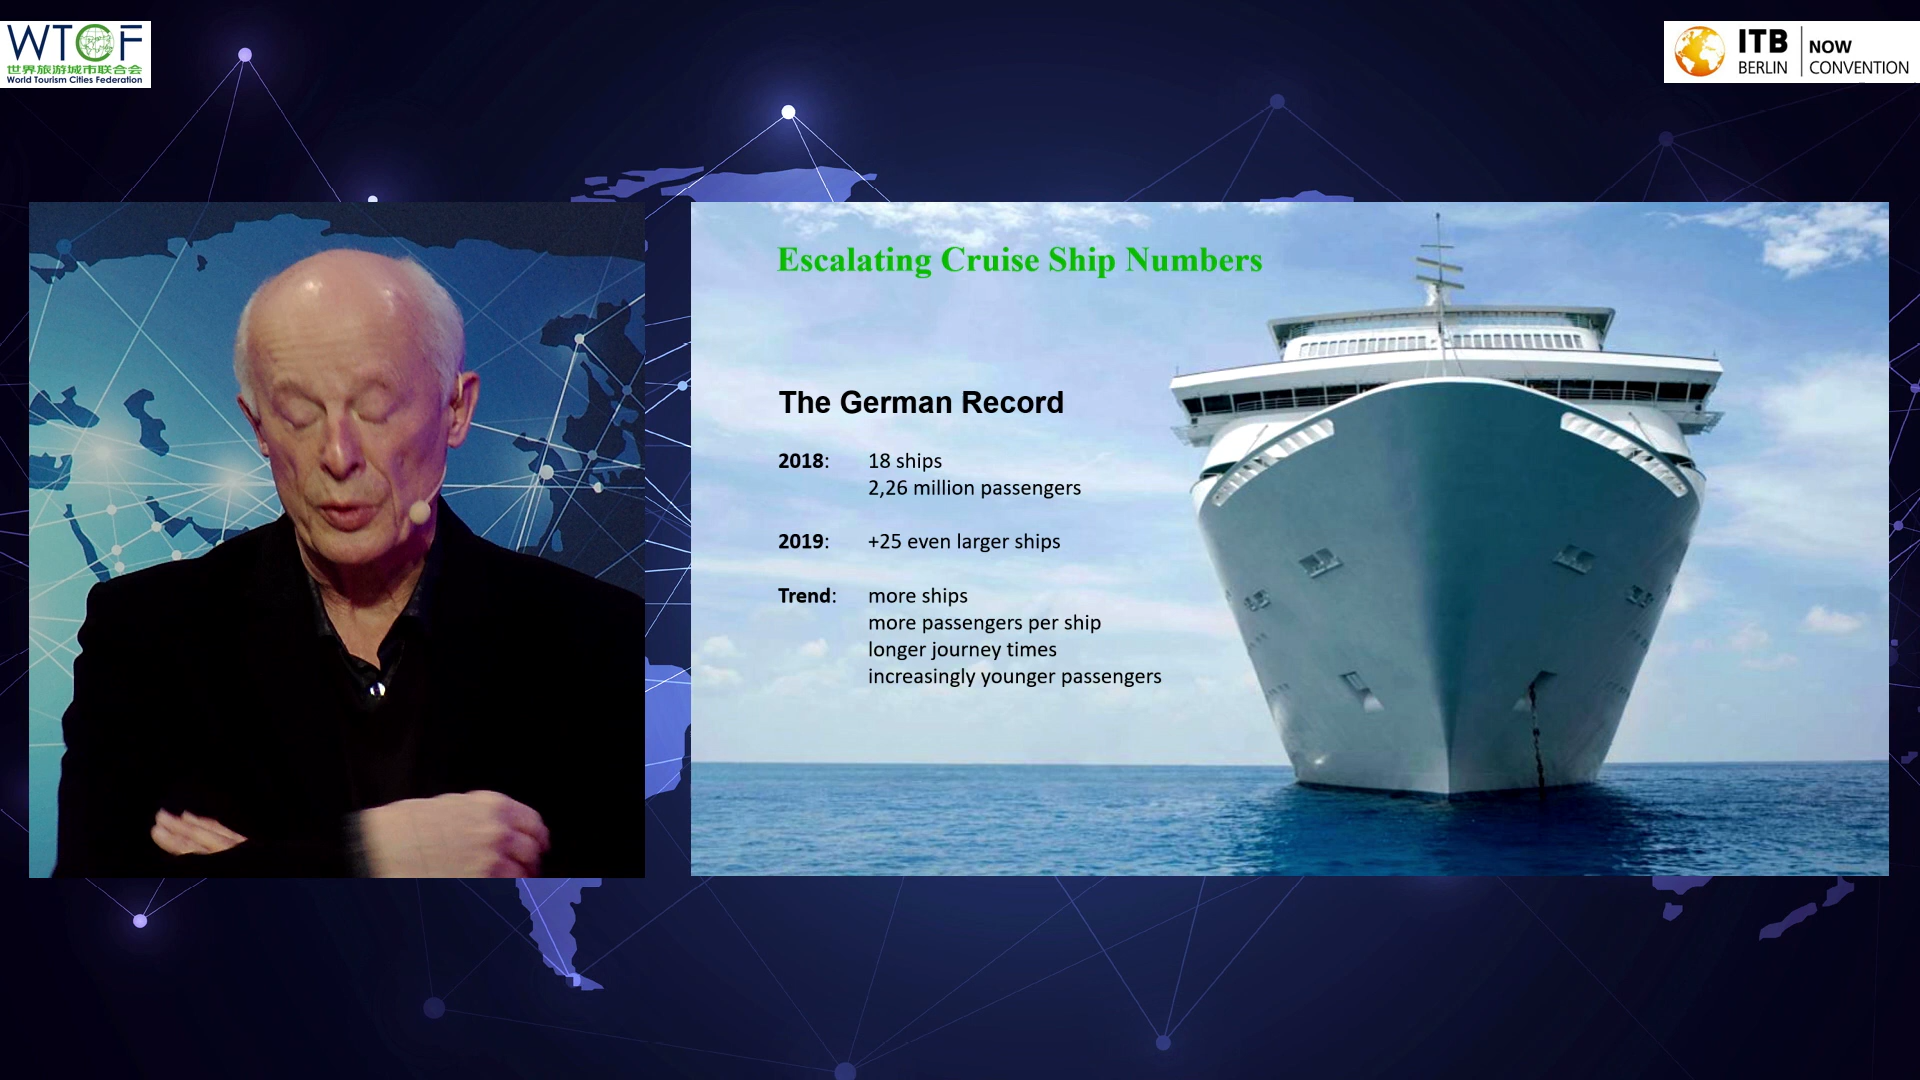 WTCF
世界旅游城市联合会
World Tourism Cities Federation
ITB
BERLIN
NOW
CONVENTION
Escalating Cruise Ship Numbers
The German Record
2018: 18 ships
2,26 million passengers
2019: +25 even larger ships
Trend: more ships
more passengers per ship
longer journey times
increasingly younger passengers